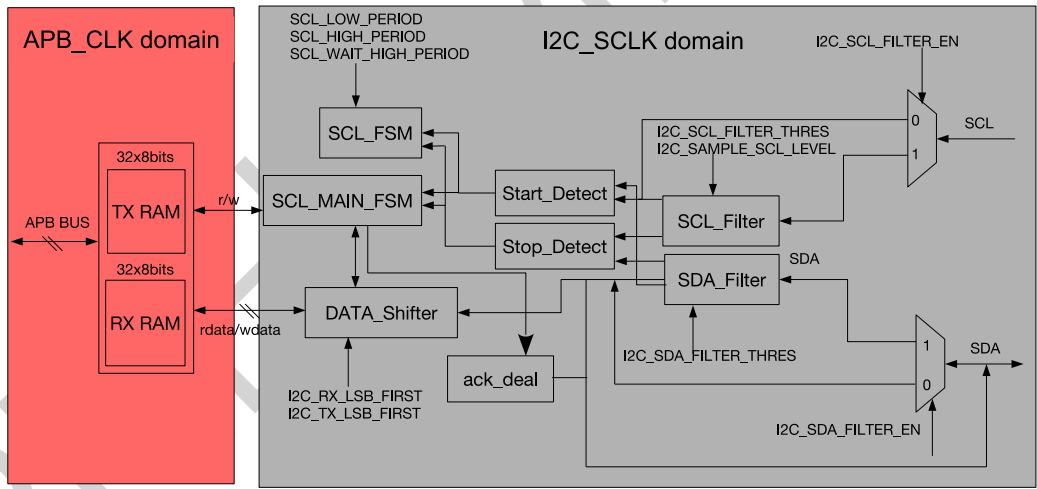 APB_CLK domain
32x8bits
TX RAM
32x8bits
RX RAM
APB BUS
r/w
rdata/wdata
I2C_SCLK domain
SCL_LOW_PERIOD
SCL_HIGH_PERIOD
SCL_WAIT_HIGH_PERIOD
SCL_FSM
SCL_MAIN_FSM
DATA_Shifter
I2C_RX_LSB_FIRST
I2C_TX_LSB_FIRST
ack_deal
Start_Detect
Stop_Detect
I2C_SCL_FILTER_THRES
I2C_SAMPLE_SCL_LEVEL
SCL_Filter
SDA_Filter
I2C_SDA_FILTER_THRES
I2C_SCL_FILTER_EN
0
1
SCL
SDA
1
0
SDA
I2C_SDA_FILTER_EN